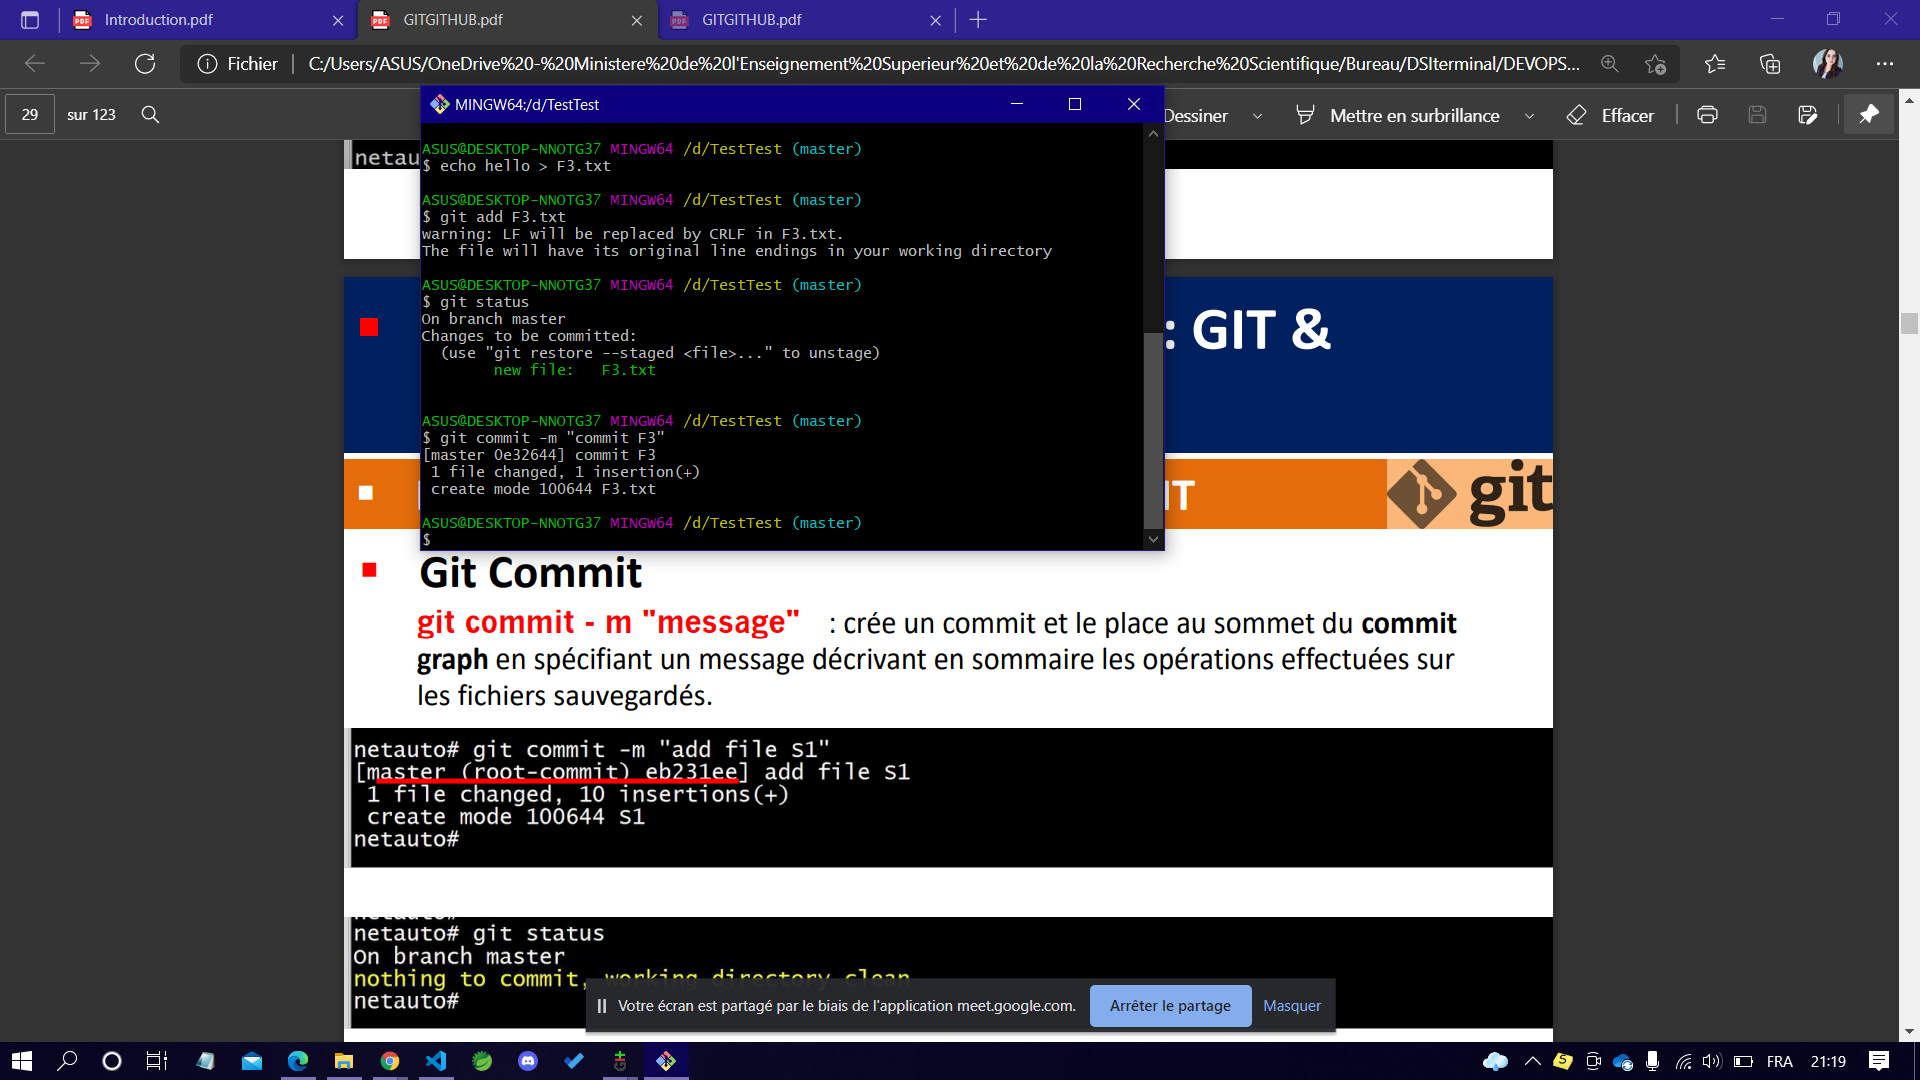 Introduction.pdf
GITGITHUB.pdf
GITGITHUB.pdf
Fichier
C:/Users/ASUS/OneDrive%20-%20Ministere%20de%20l'Enseignement%20Superieur%20et%20de%20la%20Recherche%20Scientifique/Bureau/DSIterminal/DEVOPS...
29 sur 123
Dessiner
Mettre en surbrillance
Effacer
MINGW64:/d/TestTest
netau
ASUS@DESKTOP-NNOTG37 MINGW64 /d/TestTest (master)
$ echo hello > F3.txt
ASUS@DESKTOP-NNOTG37 MINGW64 /d/TestTest (master)
$ git add F3.txt
warning: LF will be replaced by CRLF in F3.txt.
The file will have its original line endings in your working directory
ASUS@DESKTOP-NNOTG37 MINGW64 /d/TestTest (master)
$ git status
On branch master
Changes to be committed:
(use "git restore --staged <file>..." to unstage)
new file:   F3.txt
ASUS@DESKTOP-NNOTG37 MINGW64 /d/TestTest (master)
$ git commit -m "commit F3"
[master 0e32644] commit F3
1 file changed, 1 insertion(+)
create mode 100644 F3.txt
ASUS@DESKTOP-NNOTG37 MINGW64 /d/TestTest (master)
$
: GIT &
IT
git
Git Commit
git commit - m "message" : crée un commit et le place au sommet du commit
graph en spécifiant un message décrivant en sommaire les opérations effectuées sur
les fichiers sauvegardés.
netauto# git commit -m "add file S1"
[master (root-commit) eb231ee] add file S1
1 file changed, 10 insertions(+)
create mode 100644 S1
netauto#
netauto# git status
On branch master
nothing to commit, working directory clean
netauto#
Votre écran est partagé par le biais de l'application meet.google.com.
Arrêter le partage
Masquer
FRA
21:19